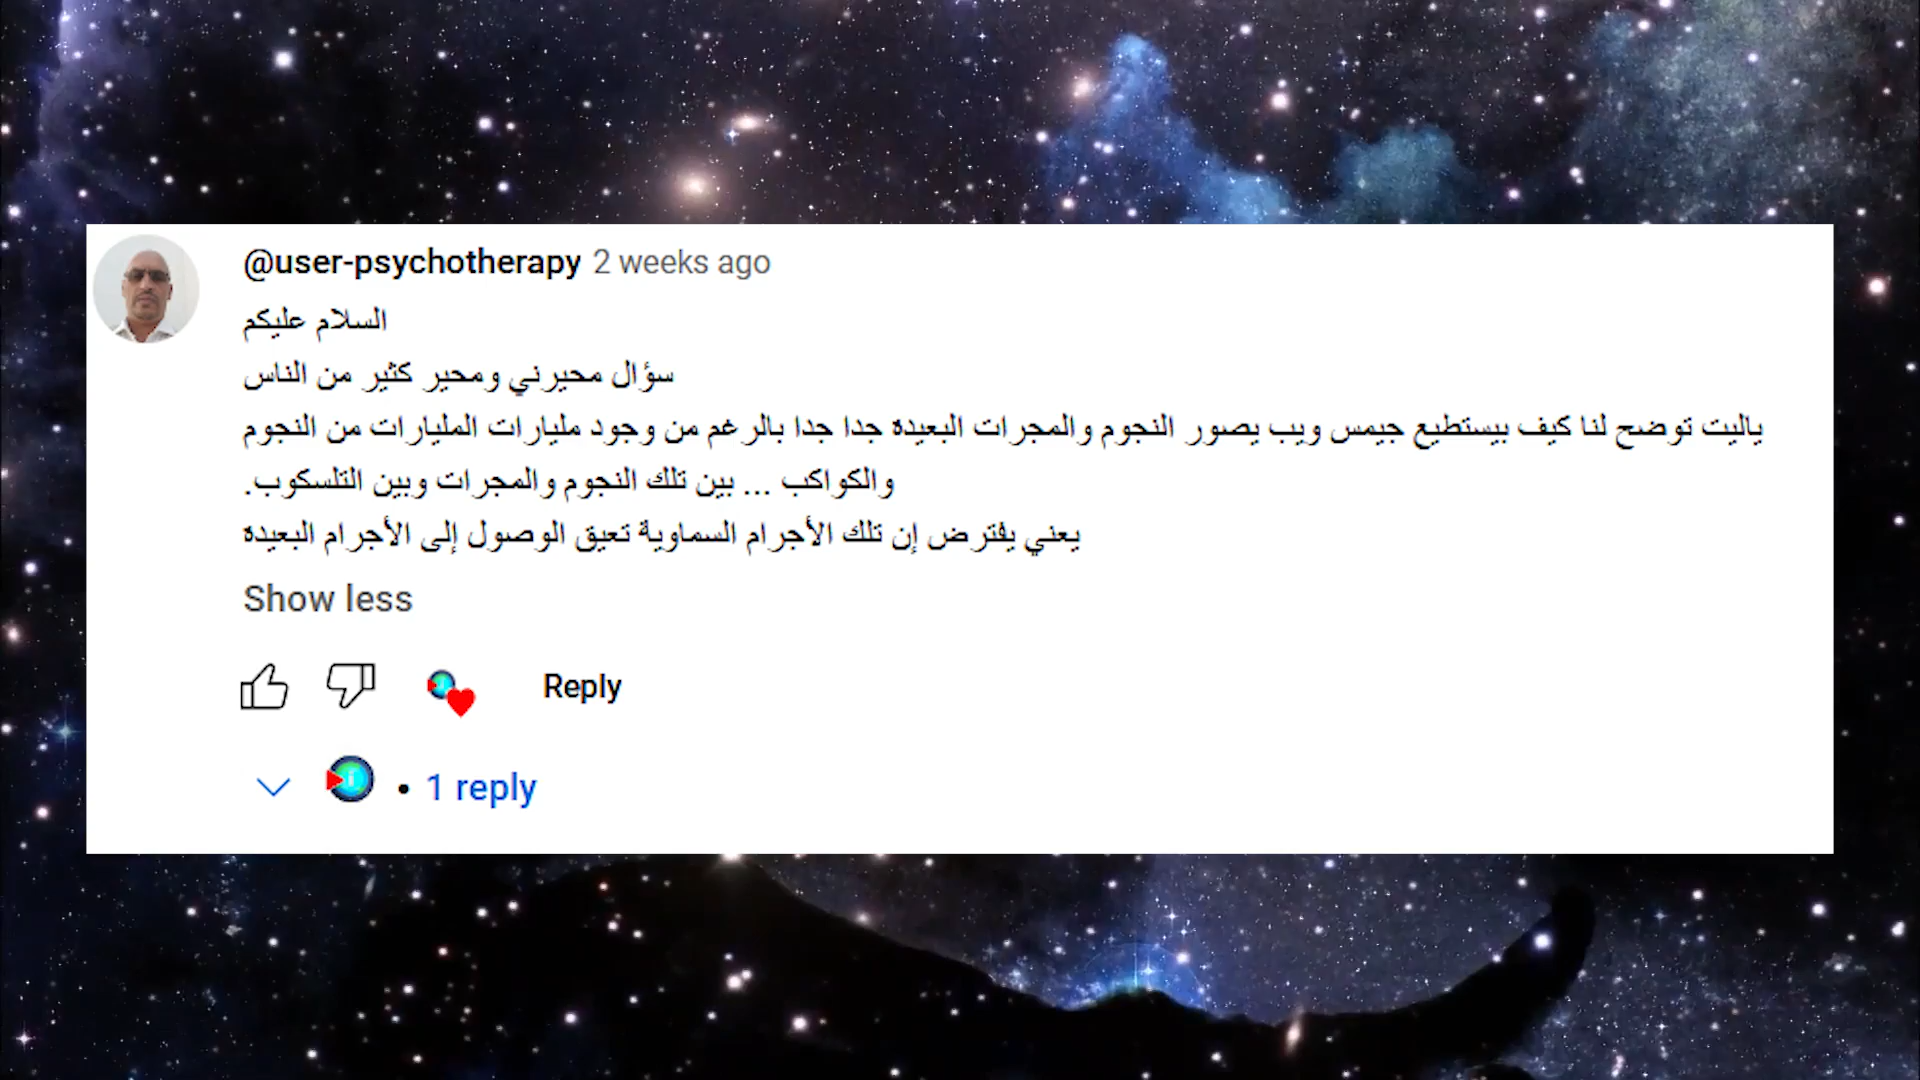 @user-psychotherapy 2 weeks ago
السلام عليكم
سؤال محيرني ومحير كثير من الناس
ياليت توضح لنا كيف بيستطيع جيمس ويب يصور النجوم والمجرات البعيده جدا جدا بالرغم من وجود مليارات المليارات من النجوم
والكواكب ... بين تلك النجوم والمجرات وبين التلسكوب.
يعني يفترض إن تلك الأجرام السماوية تعيق الوصول إلى الأجرام البعيده
Show less
Reply
• 1 reply